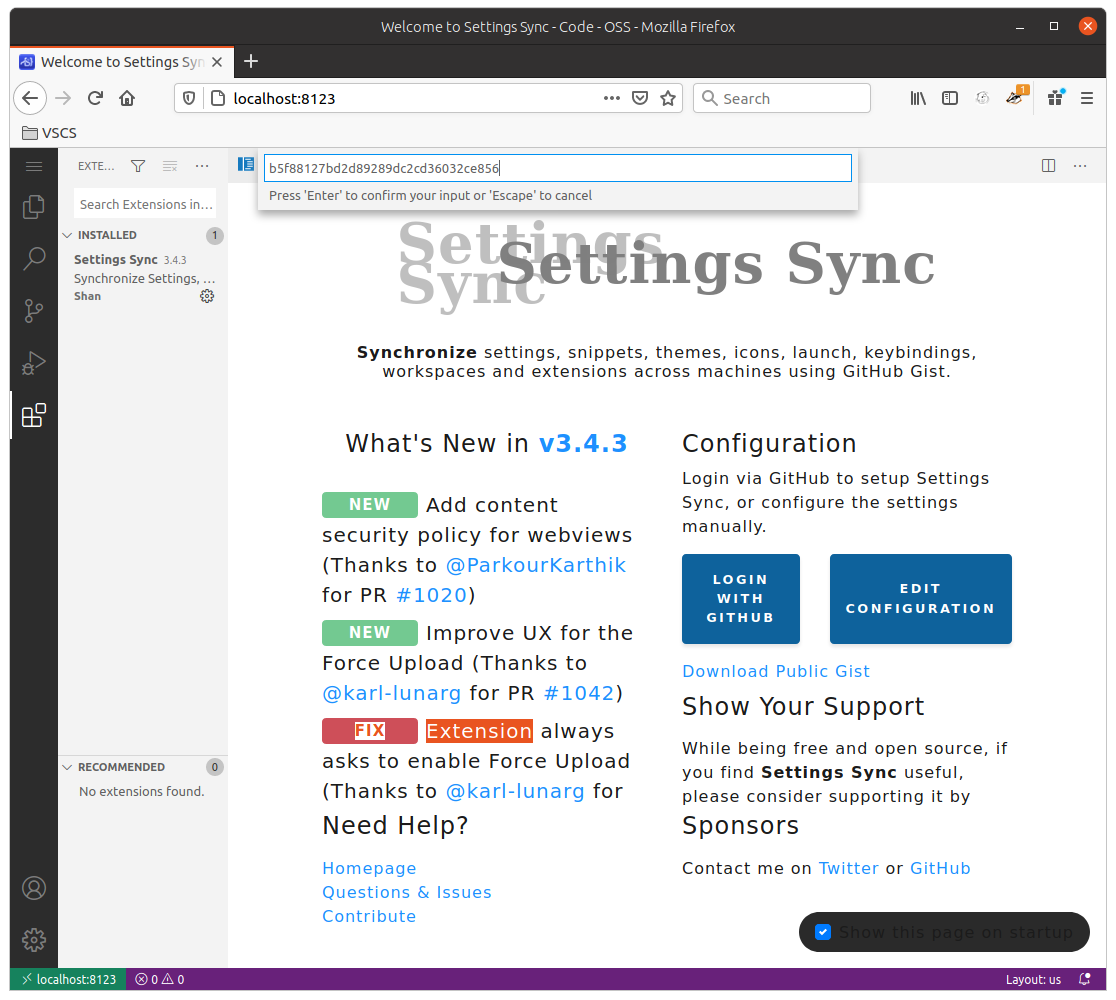 Welcome to Settings Sync - Code - OSS - Mozilla Firefox
Welcome to Settings Syn
localhost:8123
Search
1
VSCS
EXTE...
b5f88127bd2d89289dc2cd36032ce856
Press 'Enter' to confirm your input or 'Escape' to cancel
Search Extensions in...
INSTALLED
1
Settings Sync 3.4.3
Synchronize Settings, ...
Shan
RECOMMENDED
0
No extensions found.
Settings
Sync
Settings Sync
Synchronize settings, snippets, themes, icons, launch, keybindings,
workspaces and extensions across machines using GitHub Gist.
What's New in v3.4.3
NEW Add content
security policy for webviews
(Thanks to @ParkourKarthik
for PR #1020)
NEW Improve UX for the
Force Upload (Thanks to
@karl-lunarg for PR #1042)
FIX Extension always
asks to enable Force Upload
(Thanks to @karl-lunarg for
Need Help?
Homepage
Questions & Issues
Contribute
Configuration
Login via GitHub to setup Settings
Sync, or configure the settings
manually.
LOGIN
WITH
GITHUB
EDIT
CONFIGURATION
Download Public Gist
Show Your Support
While being free and open source, if
you find Settings Sync useful,
please consider supporting it by
Sponsors
Contact me on Twitter or GitHub
Show this page on startup
localhost:8123
0
0
Layout: us